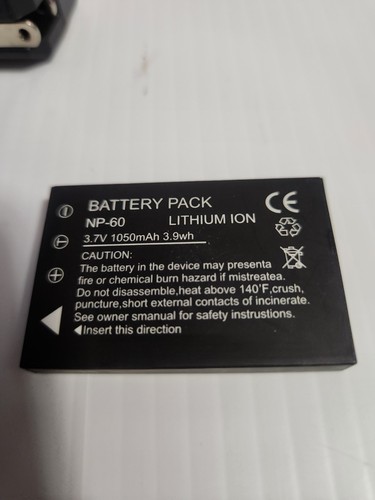 BATTERY PACK
NP-60 LITHIUM ION
3.7V 1050mAh 3.9wh
CAUTION:
The battery in the device may presenta
fire or chemical burn hazard if mistreatea.
Do not disassemble,heat above 140°F,crush,
puncture,short external contacts of incinerate.
See owner smanual for safety instrustions.
Insert this direction
CE